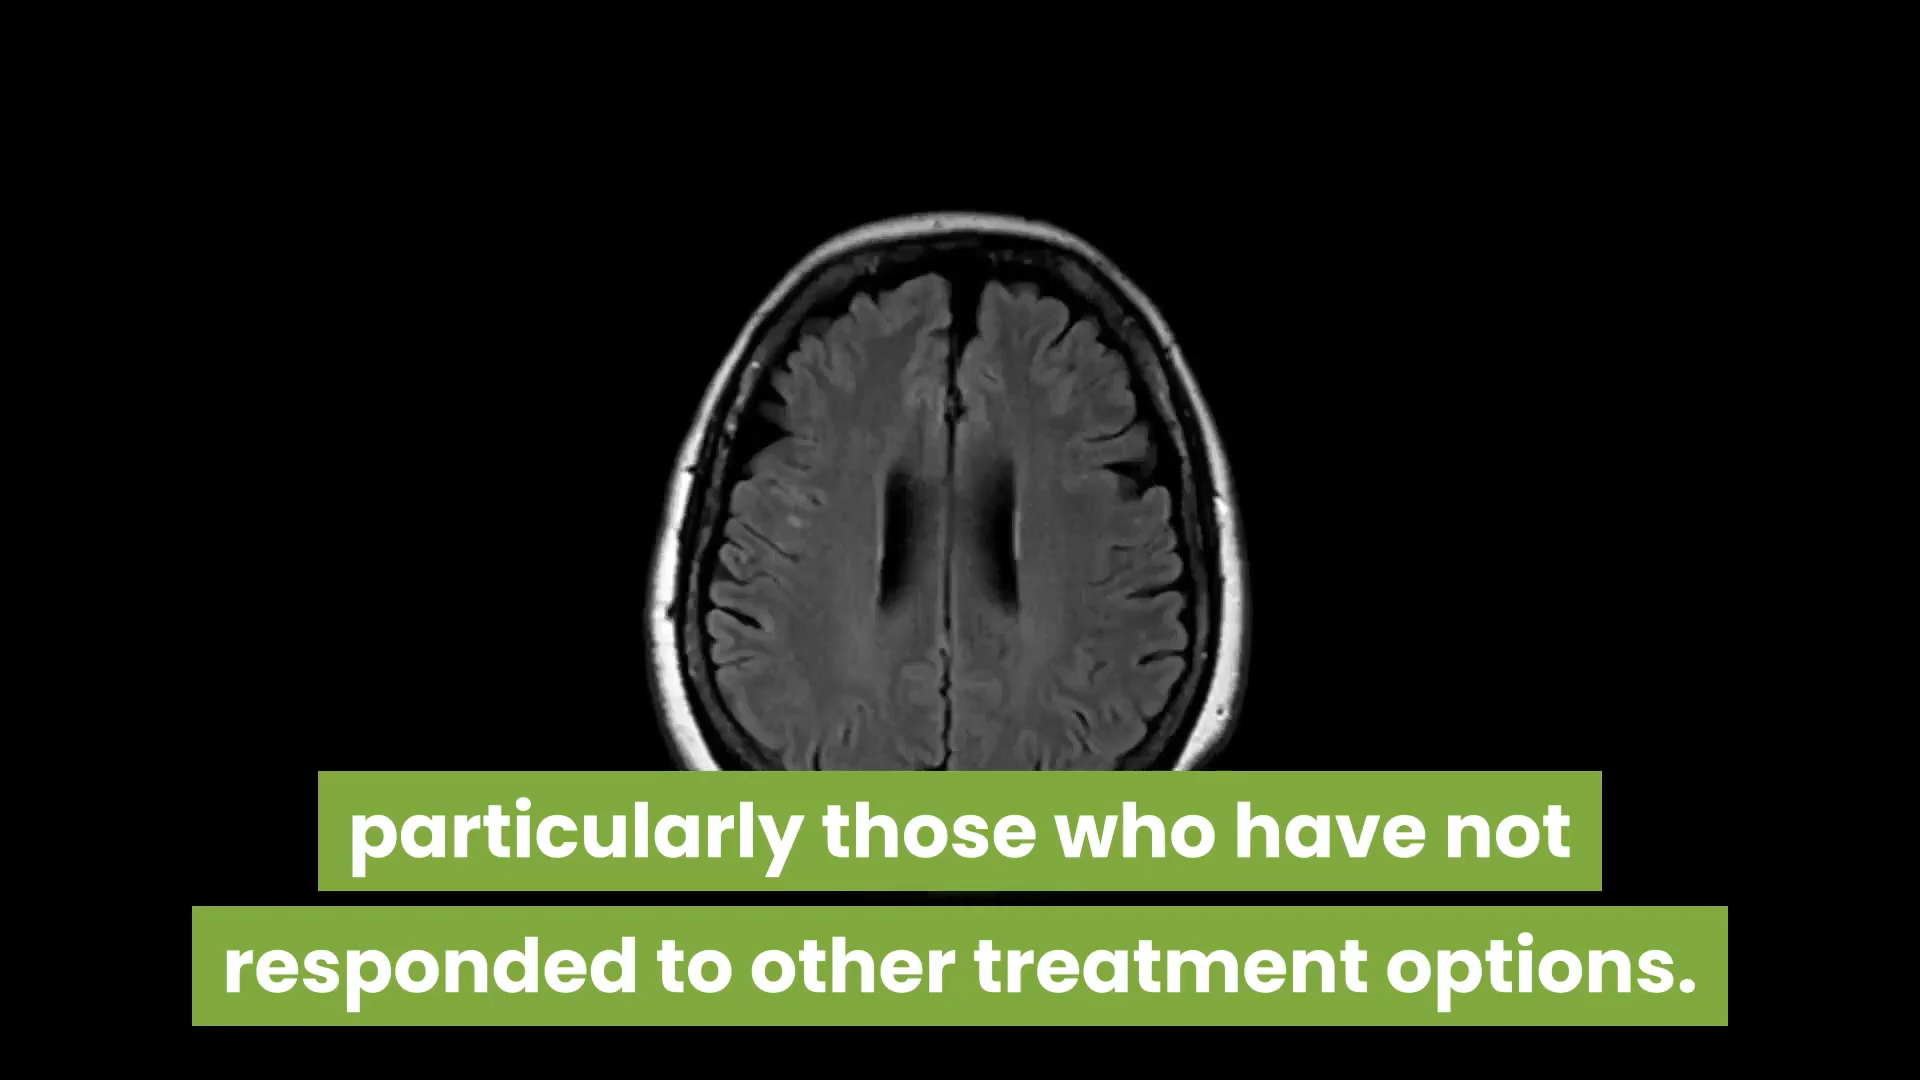 particularly those who have not
responded to other treatment options.